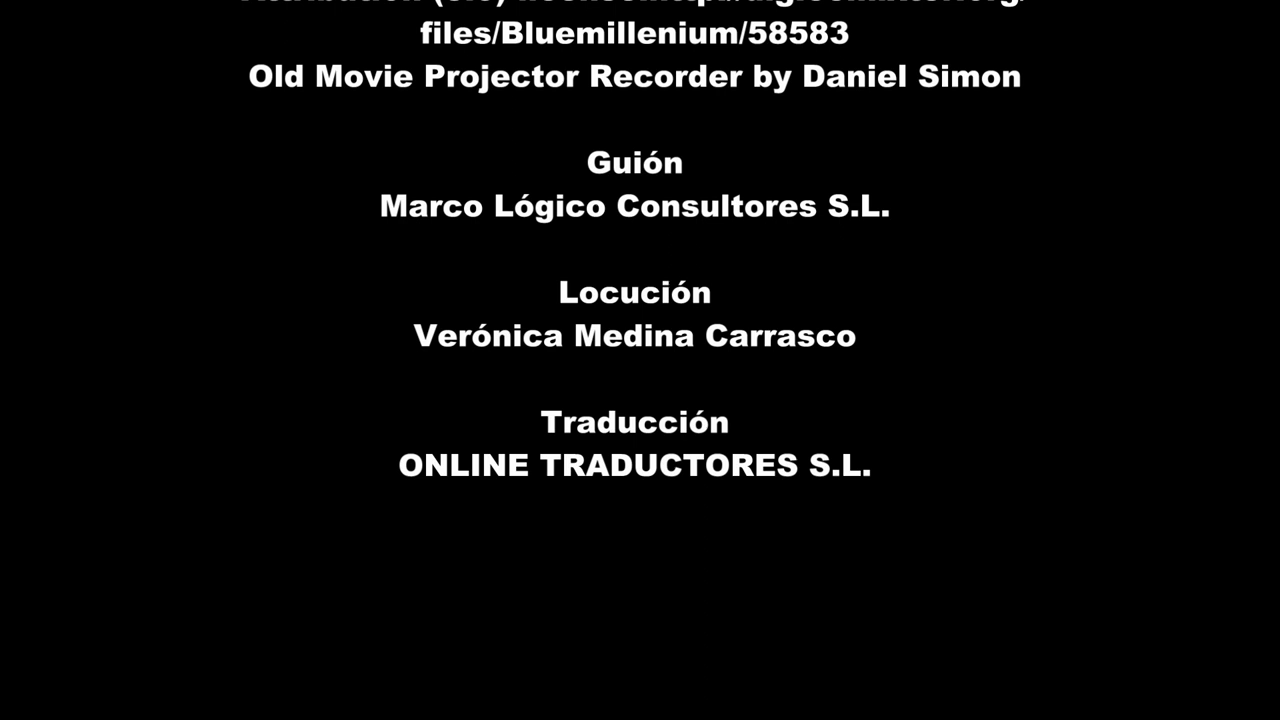 files/Bluemillenium/58583
Old Movie Projector Recorder by Daniel Simon
Guión
Marco Lógico Consultores S.L.
Locución
Verónica Medina Carrasco
Traducción
ONLINE TRADUCTORES S.L.